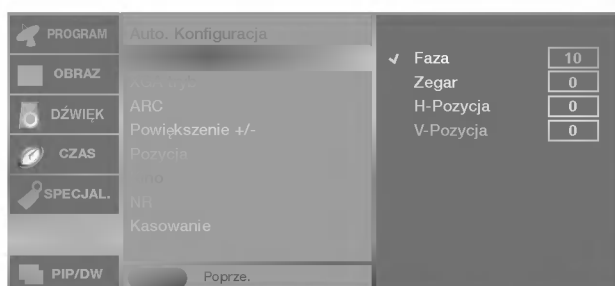 PROGRAM
OBRAZ
DŹWIĘK
CZAS
SPECJAL.
PIP/DW
Auto. Konfiguracja
ARC
Powiększenie +/-
Pozycja
NR
Kasowanie
Poprze.
✓ Faza 10
Zegar 0
H-Pozycja 0
V-Pozycja 0